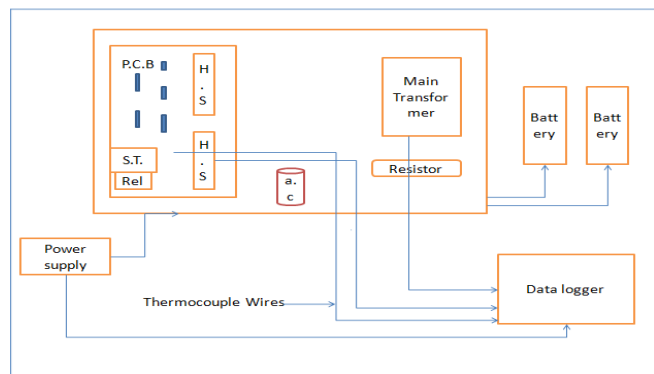 P.C.B
H
.
S
H
.
S
S.T.
Rel
Main
Transfor
mer
Resistor
a.
c
Batt
ery
Batt
ery
Power
supply
Thermocouple Wires
Data logger